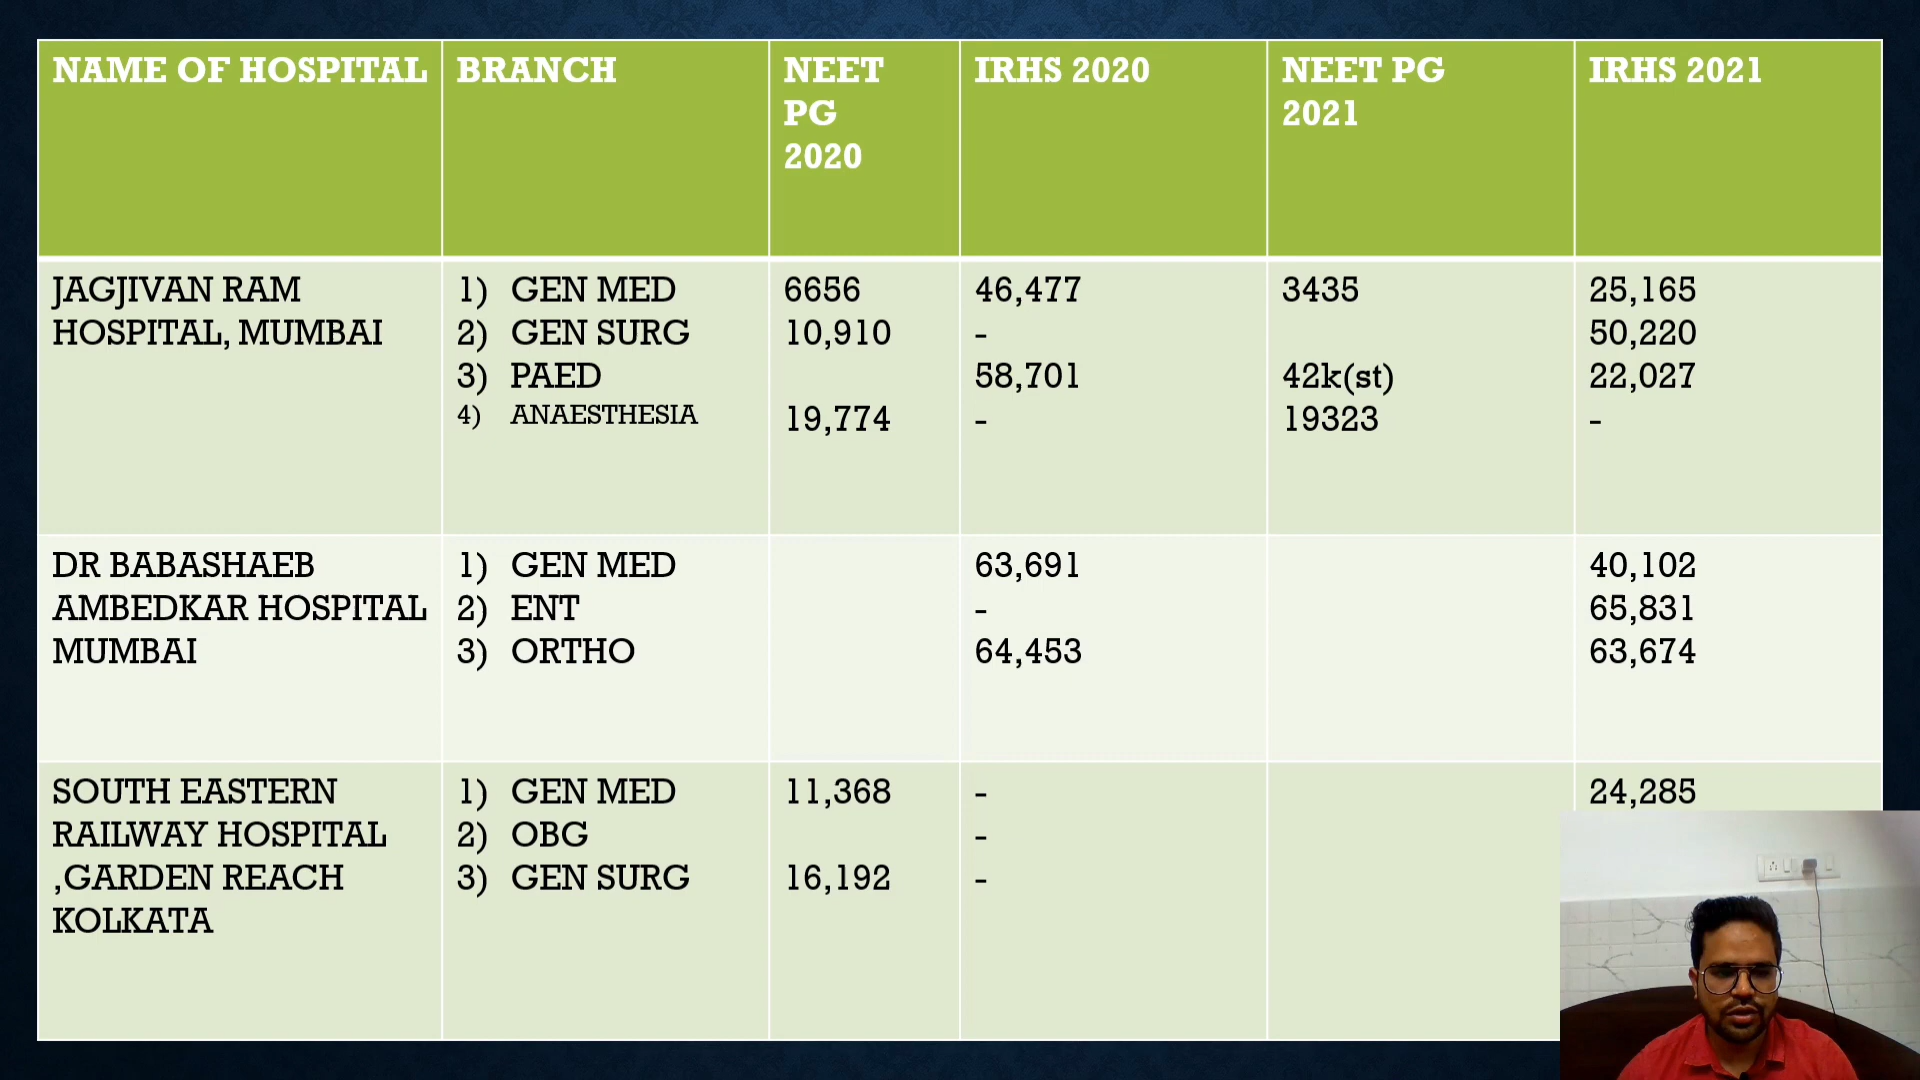 NAME OF HOSPITAL BRANCH NEET PG 2020 IRHS 2020 NEET PG 2021 IRHS 2021
JAGJIVAN RAM 1) GEN MED 6656 46,477 3435 25,165
HOSPITAL, MUMBAI 2) GEN SURG 10,910 - 50,220
3) PAED 58,701 42k(st) 22,027
4) ANAESTHESIA 19,774 - 19323 -
DR BABASHAEB 1) GEN MED 63,691 40,102
AMBEDKAR HOSPITAL 2) ENT - 65,831
MUMBAI 3) ORTHO 64,453 63,674
SOUTH EASTERN 1) GEN MED 11,368 - 24,285
RAILWAY HOSPITAL 2) OBG -
,GARDEN REACH 3) GEN SURG 16,192 -
KOLKATA